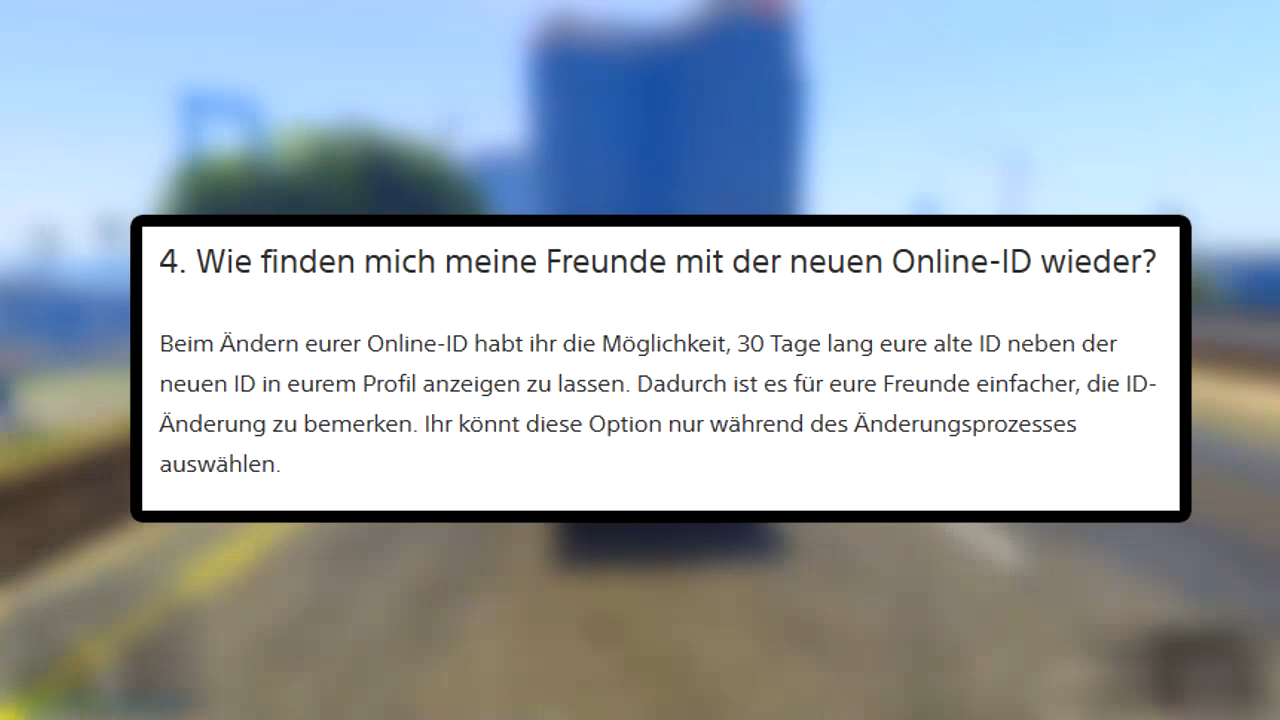 4. Wie finden mich meine Freunde mit der neuen Online-ID wieder?
Beim Ändern eurer Online-ID habt ihr die Möglichkeit, 30 Tage lang eure alte ID neben der
neuen ID in eurem Profil anzeigen zu lassen. Dadurch ist es für eure Freunde einfacher, die ID-
Änderung zu bemerken. Ihr könnt diese Option nur während des Änderungsprozesses
auswählen.